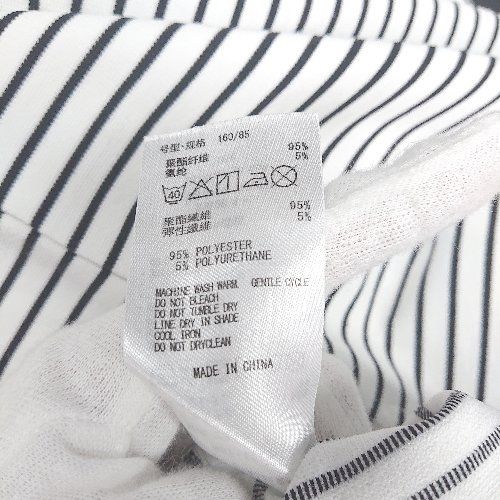 号型·规格 160/85
聚酯纤维 95%
氨纶 5%
40
聚酯纖維 95%
彈性纖維 5%
95% POLYESTER
5% POLYURETHANE
MACHINE WASH WARM, GENTLE CYCLE
DO NOT BLEACH
DO NOT TUMBLE DRY
LINE DRY IN SHADE
COOL IRON
DO NOT DRYCLEAN
MADE IN CHINA